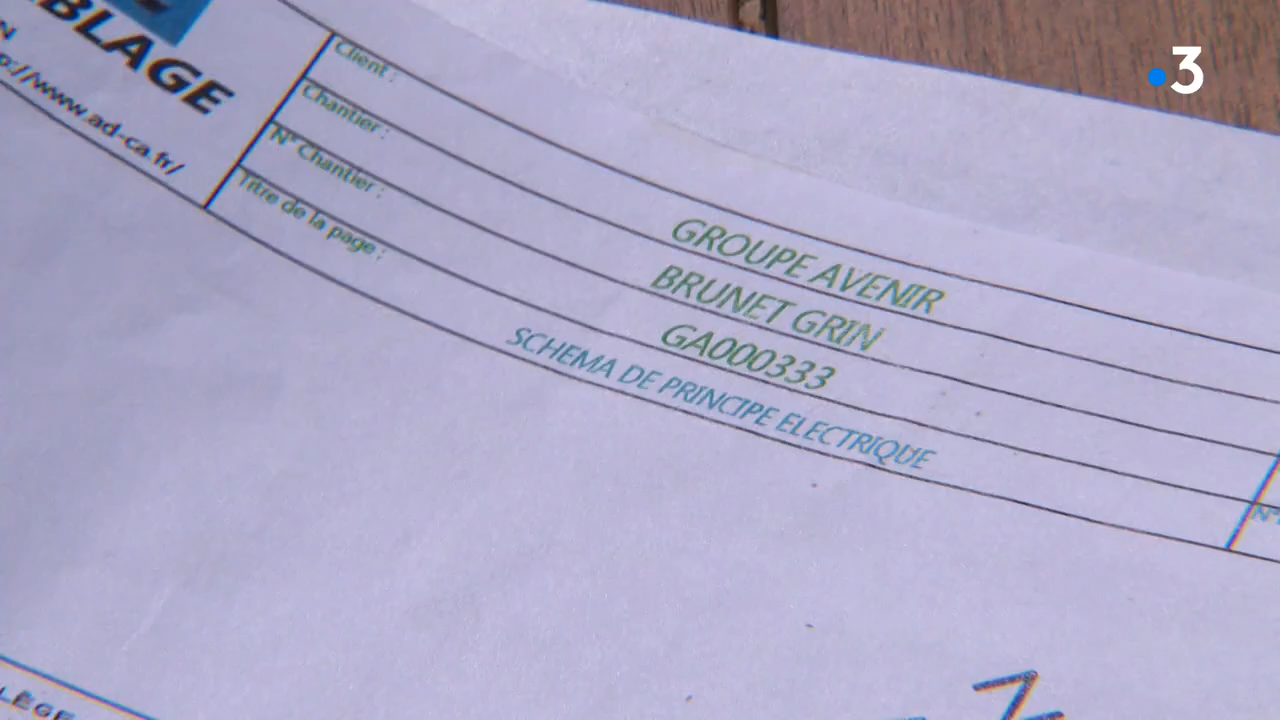 BLAGE
N
p://www.ad-ca.fr/
Client :
GROUPE AVENIR
Chantier :
BRUNET GRIN
N° Chantier :
GA000333
Titre de la page :
SCHEMA DE PRINCIPE ELECTRIQUE
N°
LÈGE
3